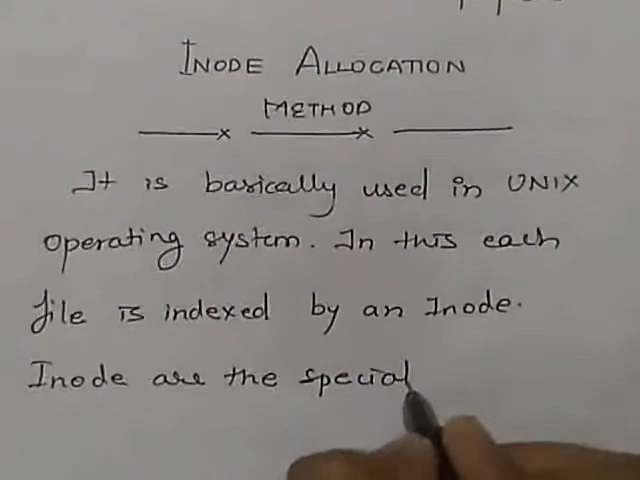 INODE ALLOCATION
METHOD
It is basically used in UNIX
operating system. In this each
file is indexed by an Inode.
Inode are the special